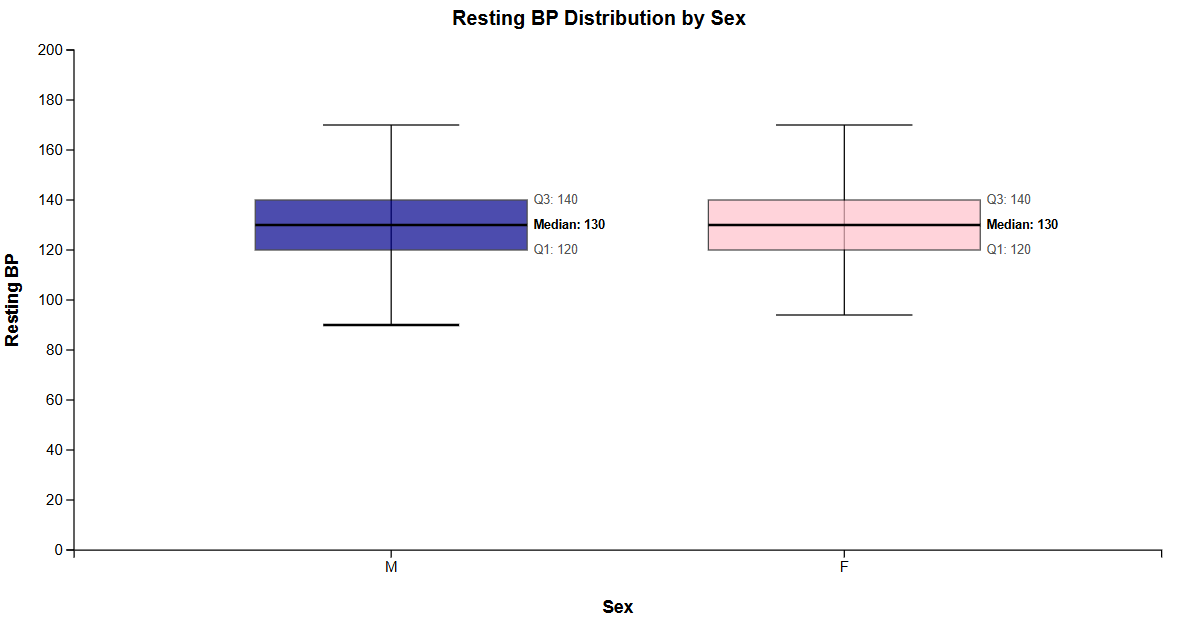 Resting BP Distribution by Sex
Resting BP
200
180
160
140
120
100
80
60
40
20
0
Q3: 140
Median: 130
Q1: 120
Q3: 140
Median: 130
Q1: 120
M
F
Sex